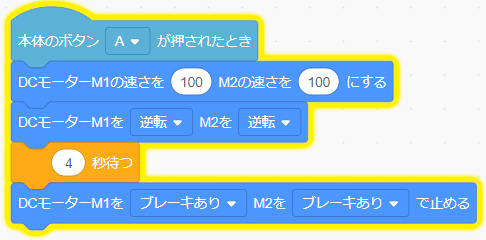 本体のボタン A が押されたとき
DCモーターM1の速さを 100 M2の速さを 100 にする
DCモーターM1を 逆転 M2を 逆転
4 秒待つ
DCモーターM1を ブレーキあり M2を ブレーキあり で止める